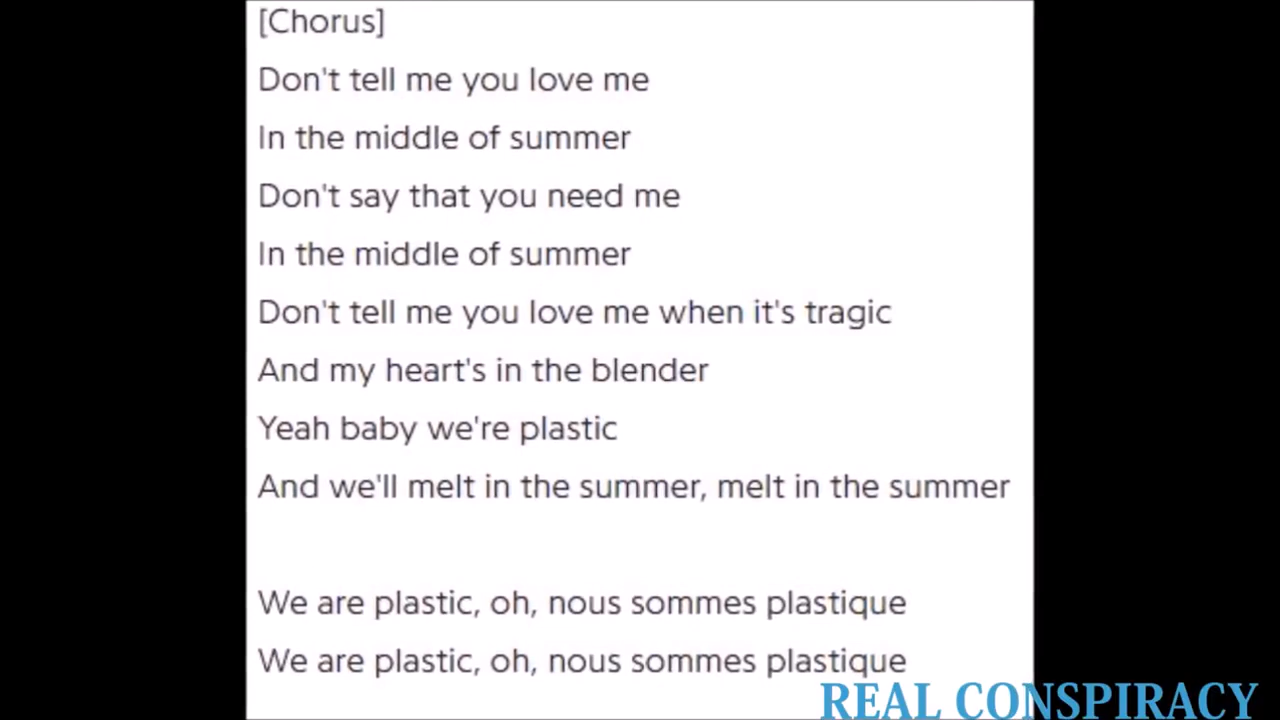 [Chorus]
Don't tell me you love me
In the middle of summer
Don't say that you need me
In the middle of summer
Don't tell me you love me when it's tragic
And my heart's in the blender
Yeah baby we're plastic
And we'll melt in the summer, melt in the summer
We are plastic, oh, nous sommes plastique
We are plastic, oh, nous sommes plastique
REAL CONSPIRACY